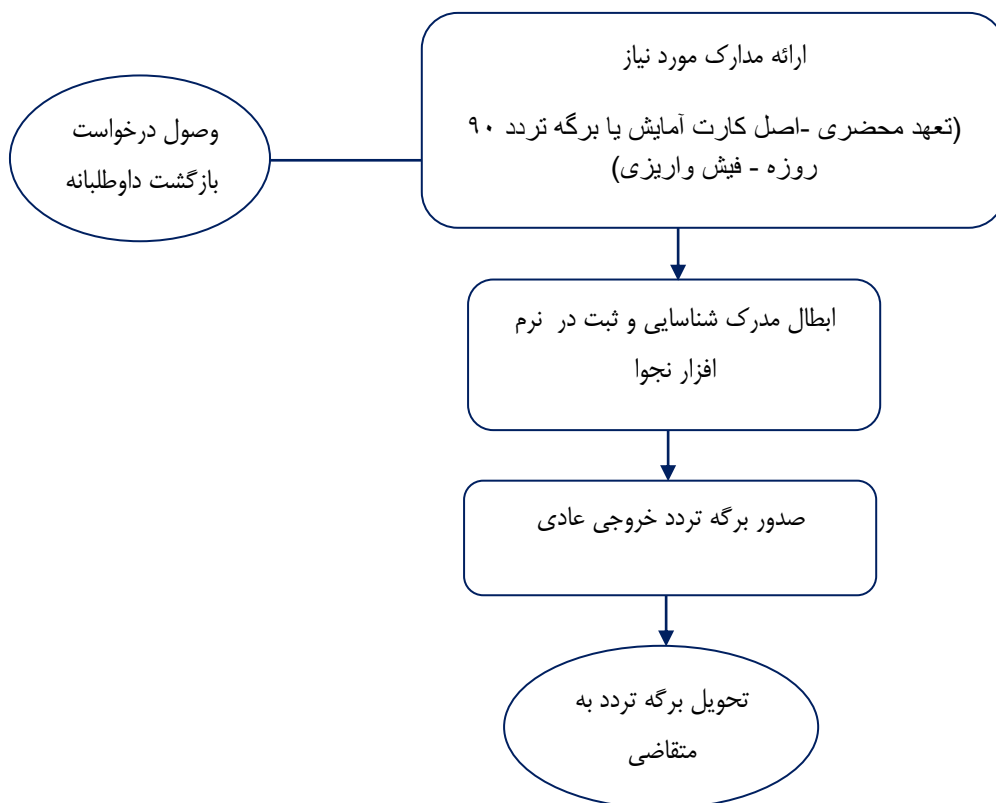 وصول درخواست
بازگشت داوطلبانه
ارائه مدارک مورد نیاز
(تعهد محضری -اصل کارت آمایش یا برگه تردد ۹۰
روزه - فیش واریزی)
ابطال مدرک شناسایی و ثبت در نرم
افزار نجوا
صدور برگه تردد خروجی عادی
تحویل برگه تردد به
متقاضی